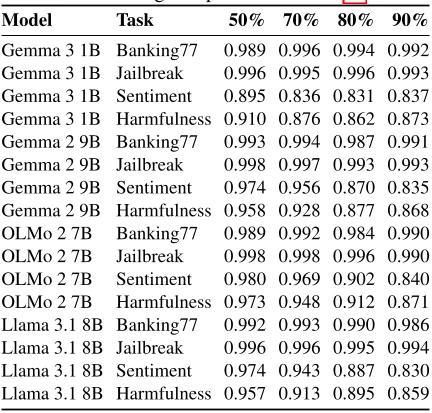 Model Task 50% 70% 80% 90%
Gemma 3 1B Banking77 0.989 0.996 0.994 0.992
Gemma 3 1B Jailbreak 0.996 0.995 0.996 0.993
Gemma 3 1B Sentiment 0.895 0.836 0.831 0.837
Gemma 3 1B Harmfulness 0.910 0.876 0.862 0.873
Gemma 2 9B Banking77 0.993 0.994 0.987 0.991
Gemma 2 9B Jailbreak 0.998 0.997 0.993 0.993
Gemma 2 9B Sentiment 0.974 0.956 0.870 0.835
Gemma 2 9B Harmfulness 0.958 0.928 0.877 0.868
OLMo 2 7B Banking77 0.989 0.992 0.984 0.990
OLMo 2 7B Jailbreak 0.998 0.998 0.996 0.990
OLMo 2 7B Sentiment 0.980 0.969 0.902 0.840
OLMo 2 7B Harmfulness 0.973 0.948 0.912 0.871
Llama 3.1 8B Banking77 0.992 0.993 0.990 0.986
Llama 3.1 8B Jailbreak 0.996 0.996 0.995 0.994
Llama 3.1 8B Sentiment 0.974 0.943 0.887 0.830
Llama 3.1 8B Harmfulness 0.957 0.913 0.895 0.859